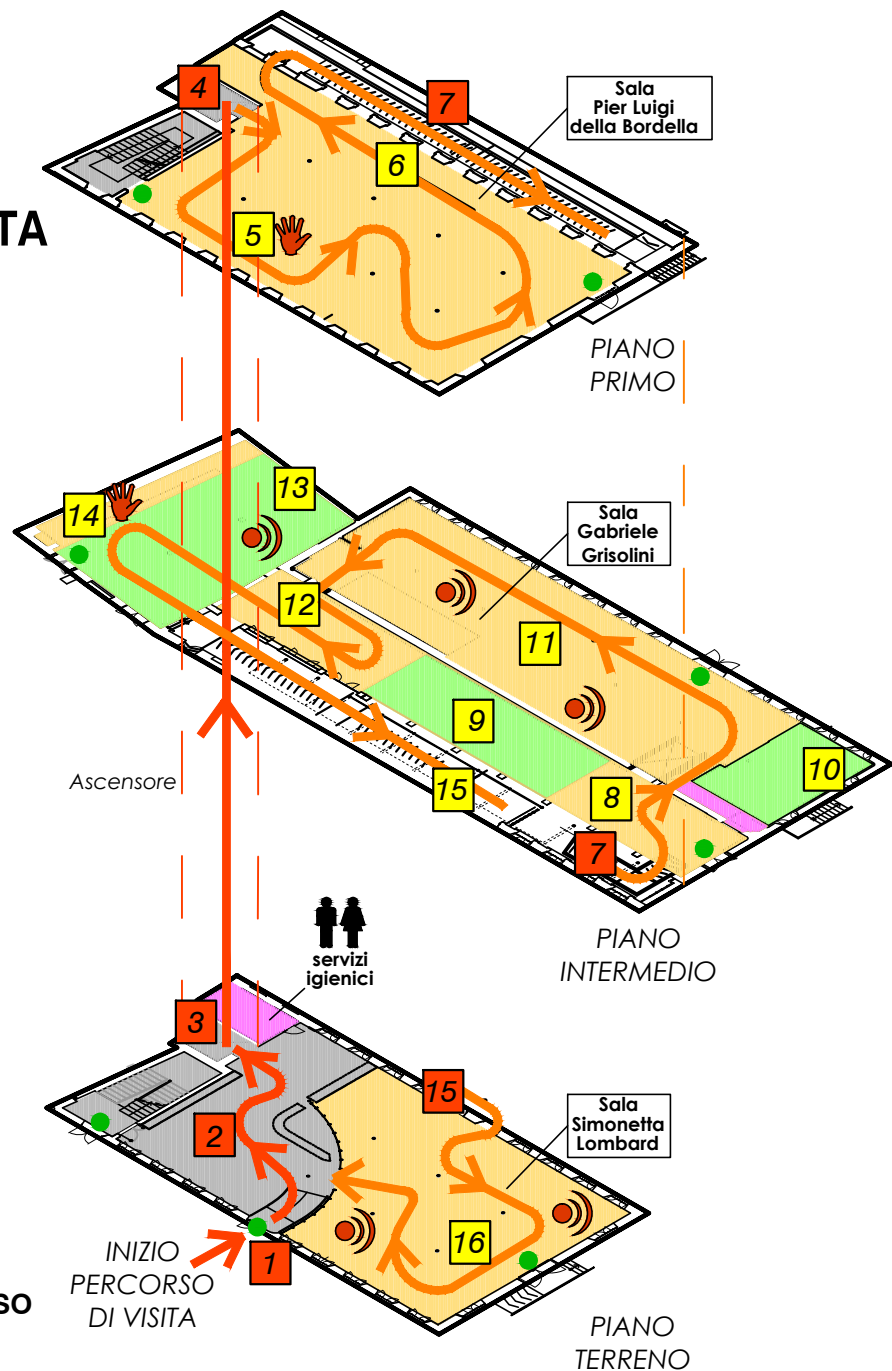 4
7
Sala
Pier Luigi
della Bordella
6
TA
5
PIANO
PRIMO
14
13
Sala
Gabriele
Grisolini
12
11
9
10
Ascensore
15
8
7
PIANO
INTERMEDIO
servizi
igienici
3
15
Sala
Simonetta
Lombard
2
16
1
INIZIO
PERCORSO
DI VISITA
SO
PIANO
TERRENO